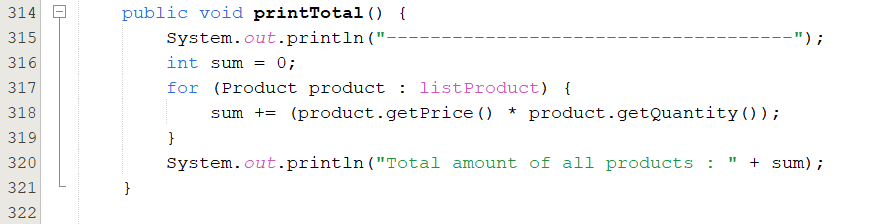 314 public void printTotal() {
315 System.out.println("-------------------------------------");
316 int sum = 0;
317 for (Product product : listProduct) {
318 sum += (product.getPrice() * product.getQuantity());
319 }
320 System.out.println("Total amount of all products : " + sum);
321 }
322